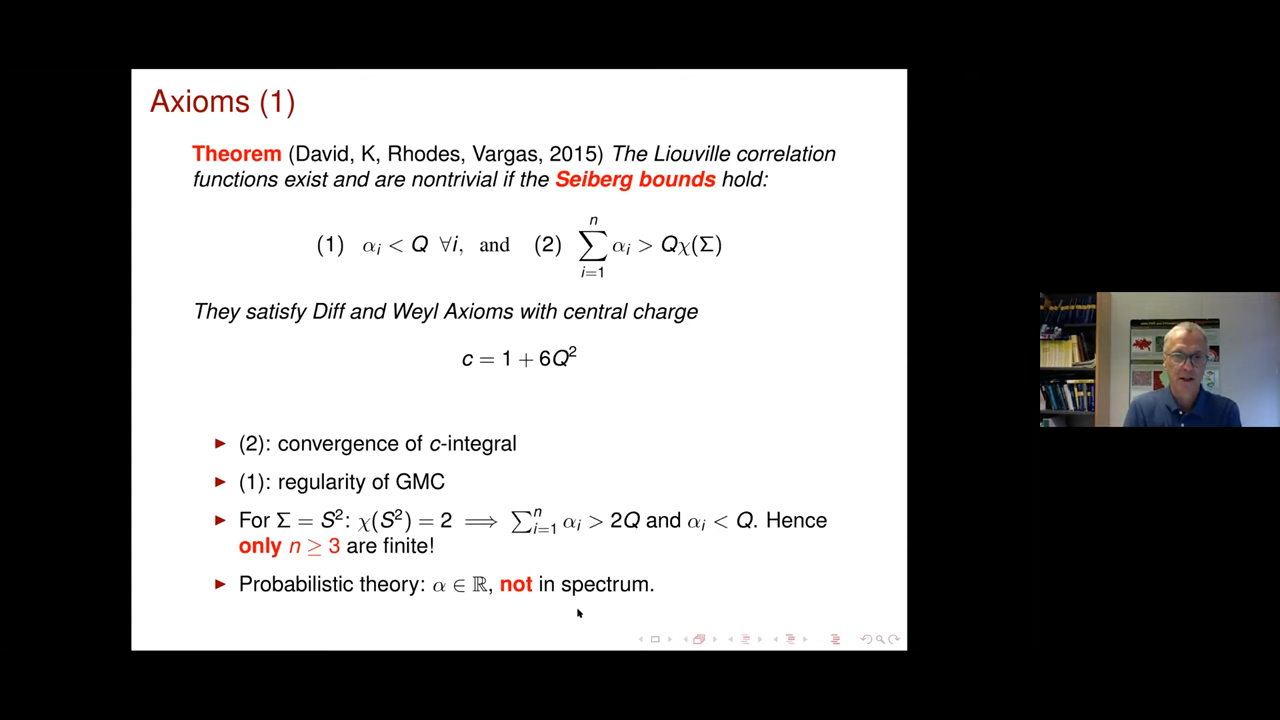 Axioms (1)
Theorem (David, K, Rhodes, Vargas, 2015) The Liouville correlation
functions exist and are nontrivial if the Seiberg bounds hold:
(1) αᵢ < Q ∀i, and (2) ∑ⁿᵢ₌₁ αᵢ > Qχ(Σ)
They satisfy Diff and Weyl Axioms with central charge
c = 1 + 6Q²
▶ (2): convergence of c-integral
▶ (1): regularity of GMC
▶ For Σ = S²: χ(S²) = 2 ⟹ ∑ⁿᵢ₌₁ αᵢ > 2Q and αᵢ < Q. Hence
only n ≥ 3 are finite!
▶ Probabilistic theory: α ∈ ℝ, not in spectrum.